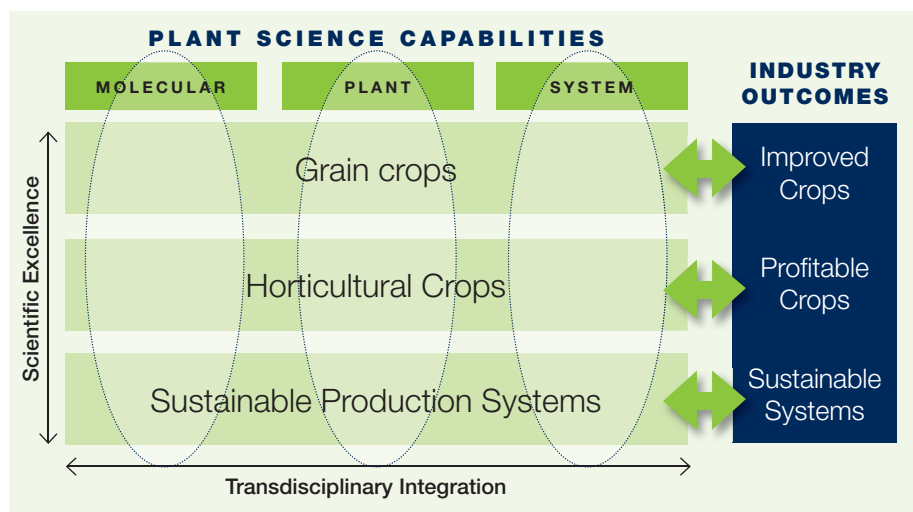 PLANT SCIENCE CAPABILITIES
MOLECULAR
PLANT
SYSTEM
INDUSTRY
OUTCOMES
Scientific Excellence
Grain crops
Improved
Crops
Horticultural Crops
Profitable
Crops
Sustainable Production Systems
Sustainable
Systems
Transdisciplinary Integration